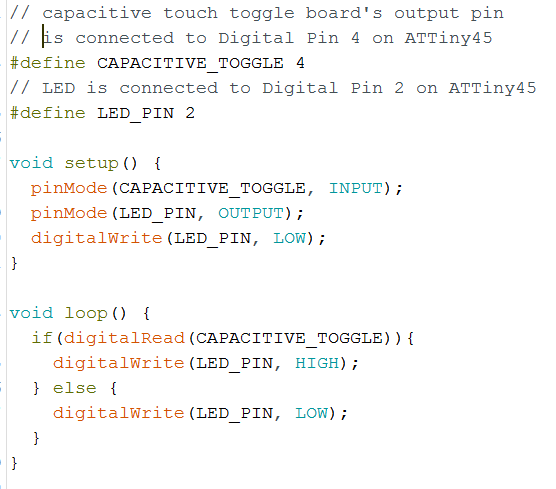 // capacitive touch toggle board's output pin
// is connected to Digital Pin 4 on ATTiny45
#define CAPACITIVE_TOGGLE 4
// LED is connected to Digital Pin 2 on ATTiny45
#define LED_PIN 2

void setup() {
  pinMode(CAPACITIVE_TOGGLE, INPUT);
  pinMode(LED_PIN, OUTPUT);
  digitalWrite(LED_PIN, LOW);
}

void loop() {
  if(digitalRead(CAPACITIVE_TOGGLE)){
    digitalWrite(LED_PIN, HIGH);
  } else {
    digitalWrite(LED_PIN, LOW);
  }
}